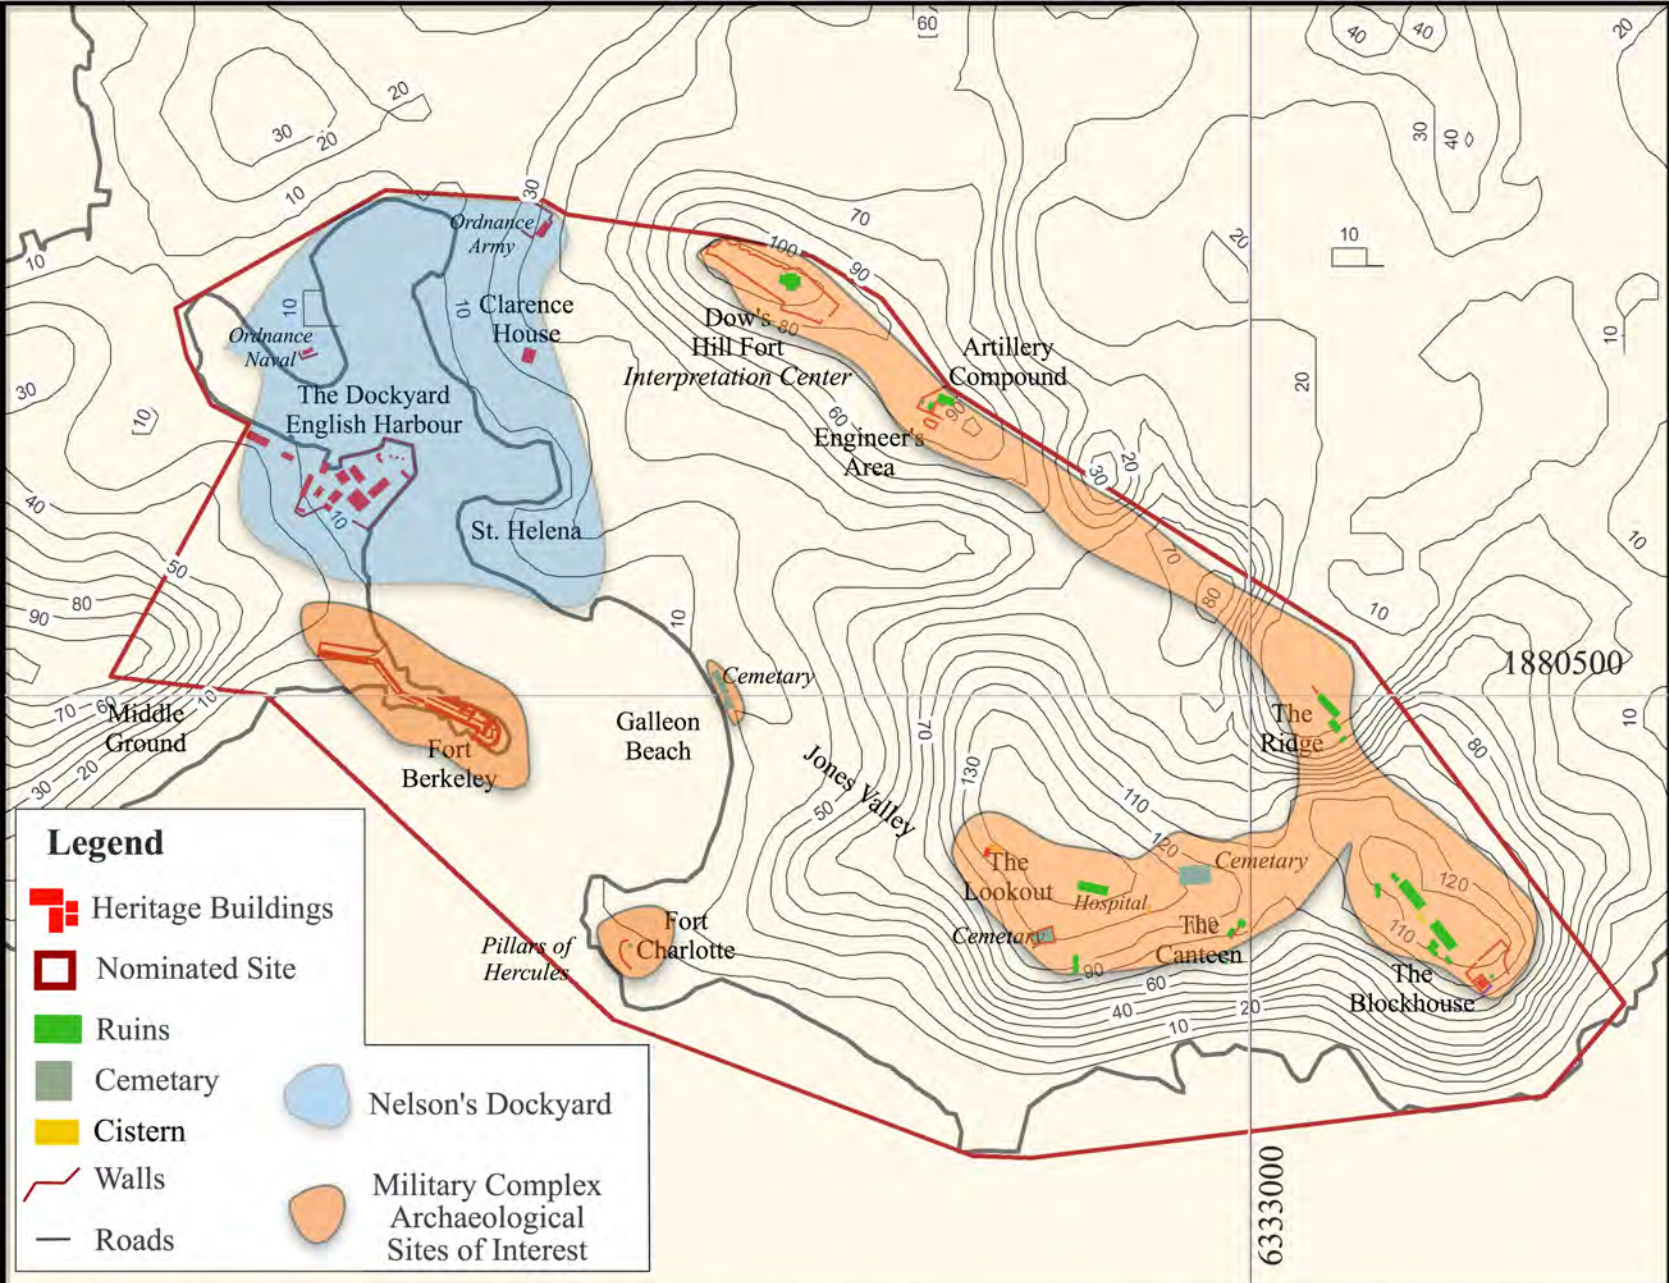 60
40
40
20
20
30
20
30
40
10
30
Ordnance
Army
70
10
100
90
20
10
10
10
Clarence
House
10
Ordnance
Naval
Dow's
Hill Fort
80
Interpretation Center
Artillery
Compound
10
20
30
The Dockyard
English Harbour
10
60
90
Engineer's
Area
30
20
40
10
St. Helena
70
10
50
80
90
80
10
10
1880500
Cemetary
70
60
10
Middle
Ground
Fort
Berkeley
Galleon
Beach
70
The
Ridge
80
10
130
Jones Valley
110
50
30
20
120
The
Lookout
Cemetary
Hospital
120
110
Fort
Charlotte
Pillars of
Hercules
Cemetary
The
Canteen
90
60
40
20
10
The
Blockhouse
6333000
Legend
Heritage Buildings
Nominated Site
Ruins
Cemetary
Cistern
Walls
Roads
Nelson's Dockyard
Military Complex
Archaeological
Sites of Interest